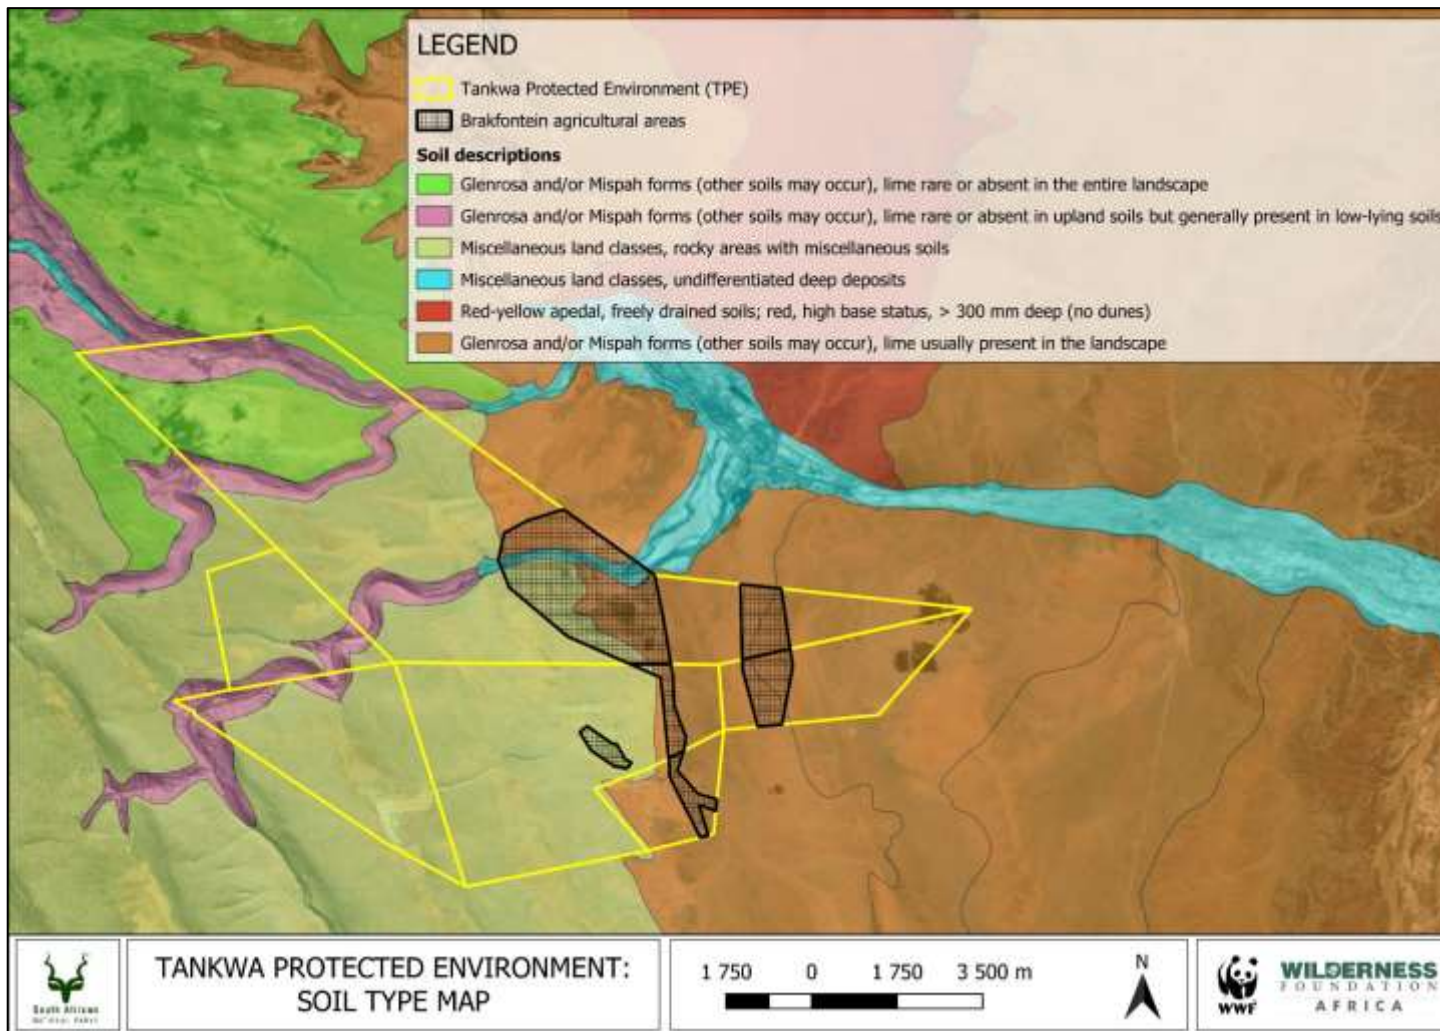 LEGEND
Tankwa Protected Environment (TPE)
Brakfontein agricultural areas
Soil descriptions
Glenrosa and/or Mispah forms (other soils may occur), lime rare or absent in the entire landscape
Glenrosa and/or Mispah forms (other soils may occur), lime rare or absent in upland soils but generally present in low-lying soils
Miscellaneous land classes, rocky areas with miscellaneous soils
Miscellaneous land classes, undifferentiated deep deposits
Red-yellow apedal, freely drained soils; red, high base status, > 300 mm deep (no dunes)
Glenrosa and/or Mispah forms (other soils may occur), lime usually present in the landscape
South African
TANKWA PROTECTED ENVIRONMENT:
SOIL TYPE MAP
1 750 0 1 750 3 500 m
N
WWF
WILDERNESS
FOUNDATION
AFRICA